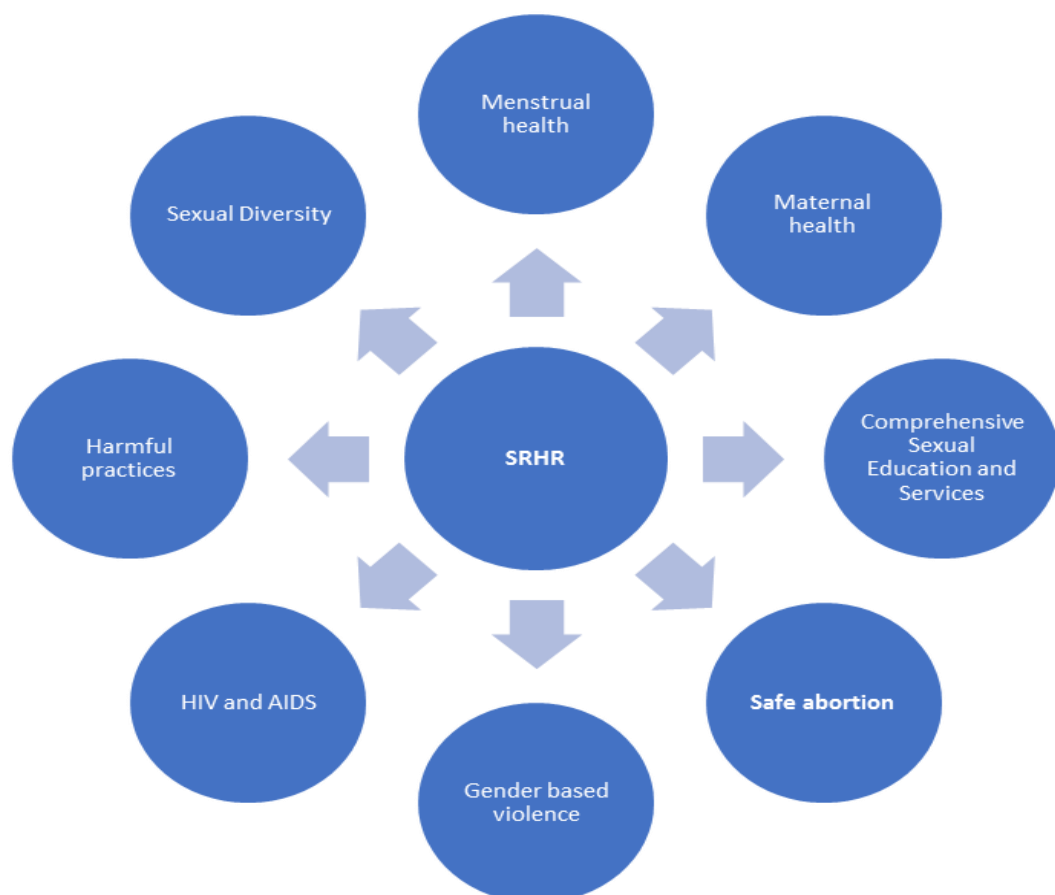 Menstrual
health
Maternal
health
Comprehensive
Sexual
Education and
Services
Safe abortion
Gender based
violence
HIV and AIDS
Harmful
practices
Sexual Diversity
SRHR